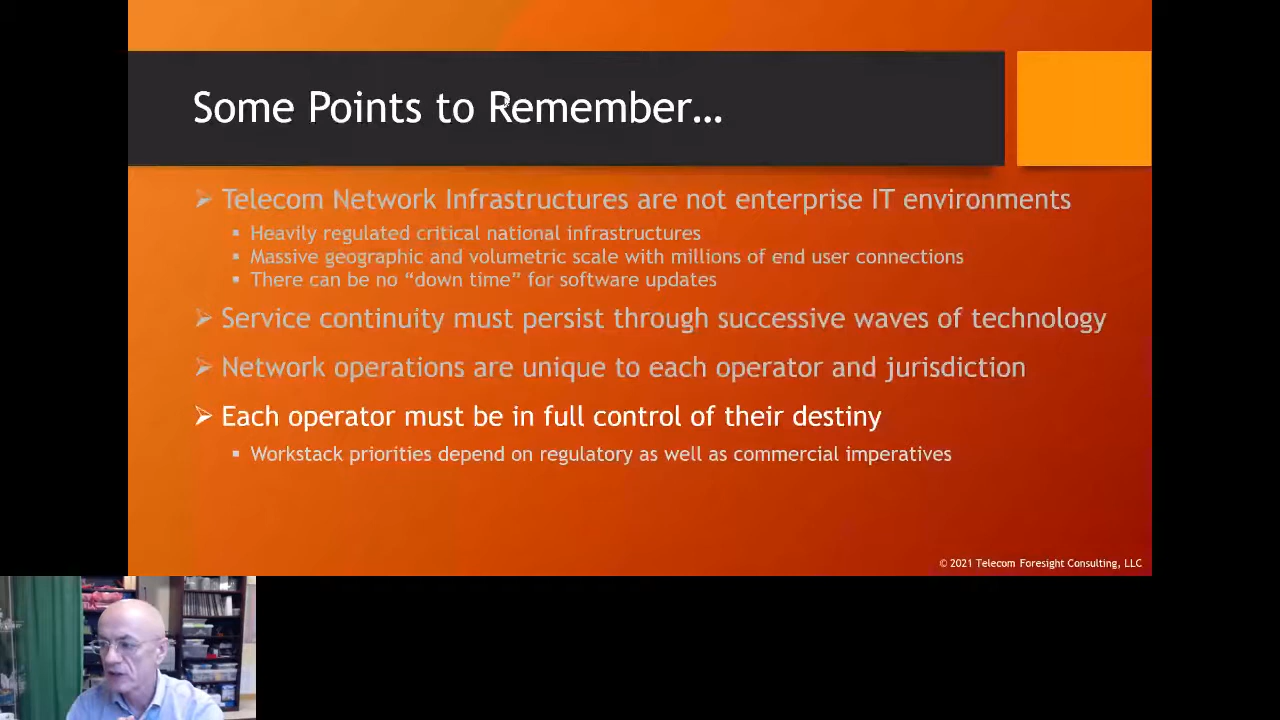 Some Points to Remember…
Telecom Network Infrastructures are not enterprise IT environments
Heavily regulated critical national infrastructures
Massive geographic and volumetric scale with millions of end user connections
There can be no “down time” for software updates
Service continuity must persist through successive waves of technology
Network operations are unique to each operator and jurisdiction
Each operator must be in full control of their destiny
Workstack priorities depend on regulatory as well as commercial imperatives
© 2021 Telecom Foresight Consulting, LLC